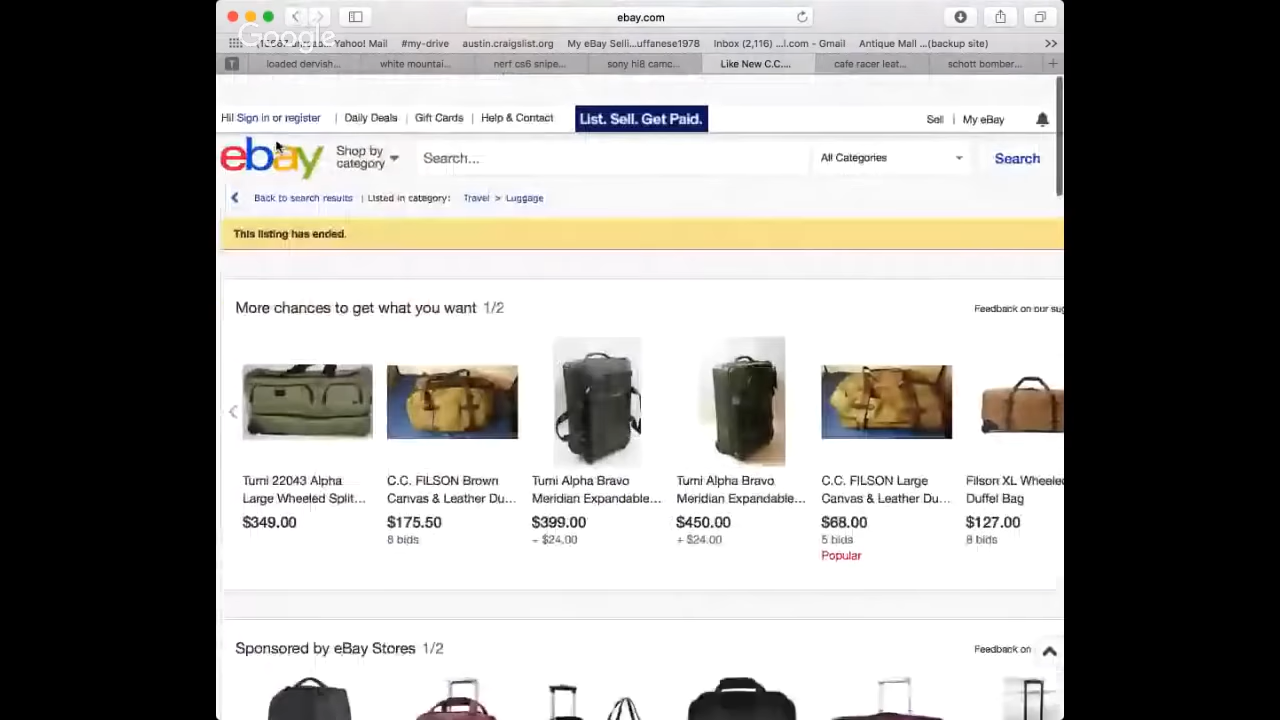 ebay.com
Google
Yahoo! Mail #my-drive austin.craigslist.org My eBay Selli...uffanese1978 Inbox (2,116) ...l.com - Gmail Antique Mall ...(backup site)
T loaded dervish... white mountai... nerf cs6 snipe... sony hi8 camc... Like New C.C.... cafe racer leat... schott bomber...
Hi! Sign in or register | Daily Deals | Gift Cards | Help & Contact List. Sell. Get Paid. Sell | My eBay
ebay Shop by category Search... All Categories Search
Back to search results | Listed in category: Travel > Luggage
This listing has ended.
More chances to get what you want 1/2 Feedback on our sug
Tumi 22043 Alpha
Large Wheeled Split...
$349.00
C.C. FILSON Brown
Canvas & Leather Du...
$175.50
8 bids
Tumi Alpha Bravo
Meridian Expandable...
$399.00
+ $24.00
Tumi Alpha Bravo
Meridian Expandable...
$450.00
+ $24.00
C.C. FILSON Large
Canvas & Leather Du...
$68.00
5 bids
Popular
Filson XL Wheeled
Duffel Bag
$127.00
8 bids
Sponsored by eBay Stores 1/2 Feedback on